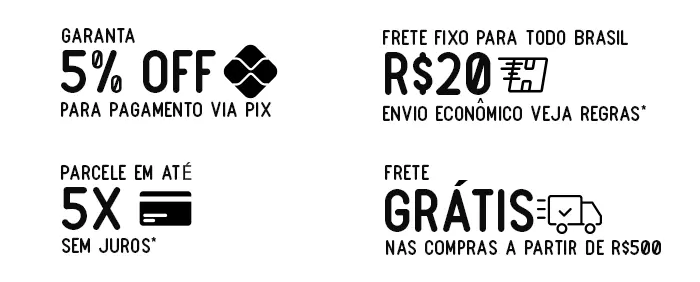 GARANTA
5% OFF
PARA PAGAMENTO VIA PIX
FRETE FIXO PARA TODO BRASIL
R$20
ENVIO ECONÔMICO VEJA REGRAS*
PARCELE EM ATÉ
5X
SEM JUROS*
FRETE
GRÁTIS
NAS COMPRAS A PARTIR DE R$500